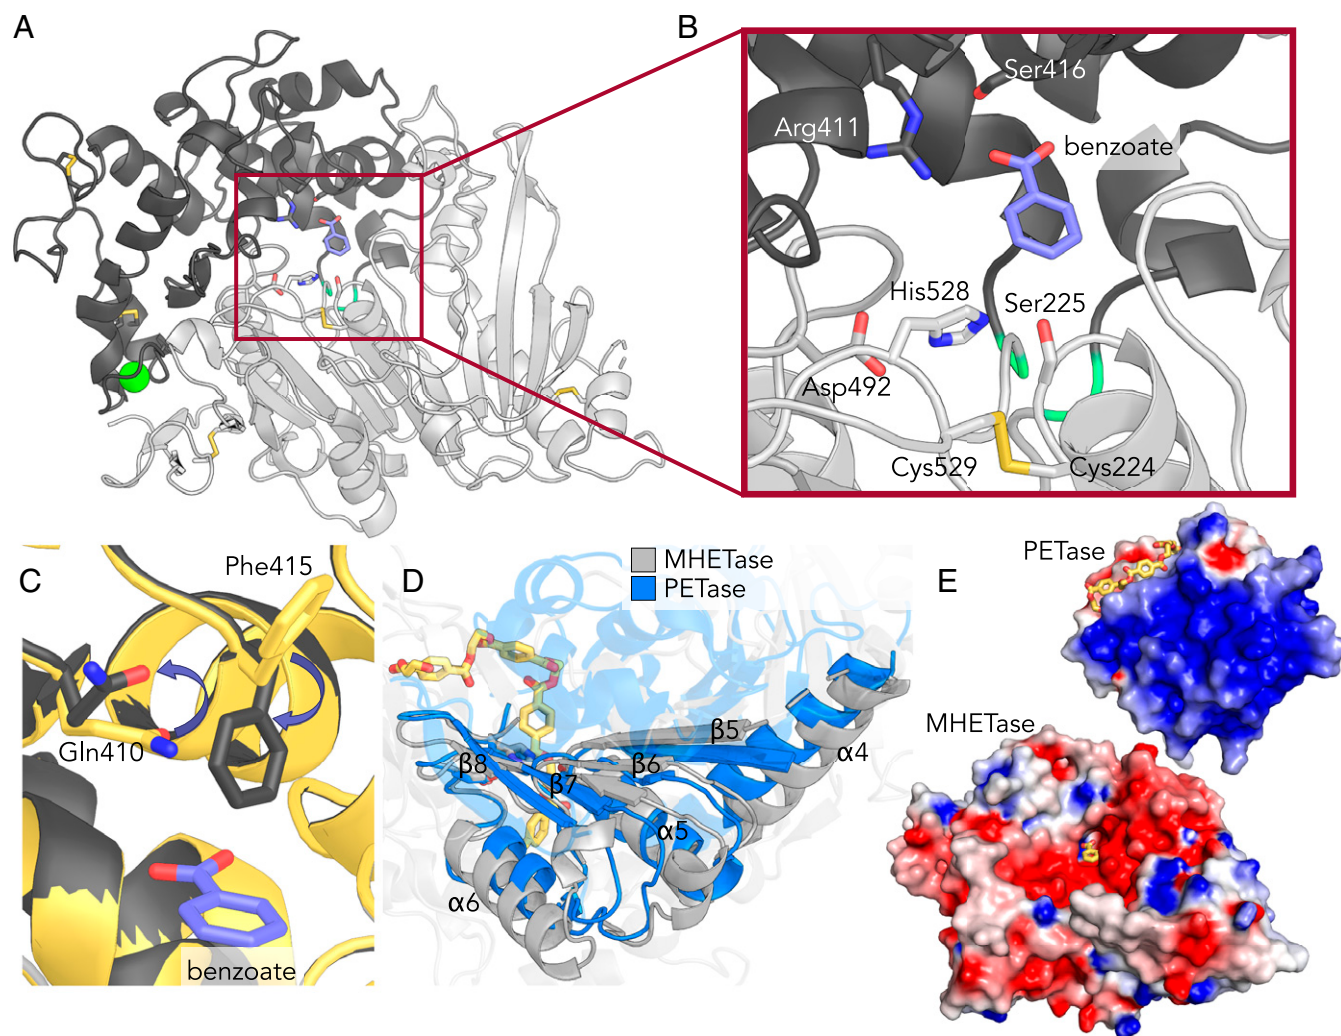 A
B
Ser416
Arg411
benzoate
His528
Ser225
Asp492
Cys529
Cys224
C
Phe415
Gln410
benzoate
D
MHETase
PETase
β5
β8
β7
β6
α4
α5
α6
E
PETase
MHETase